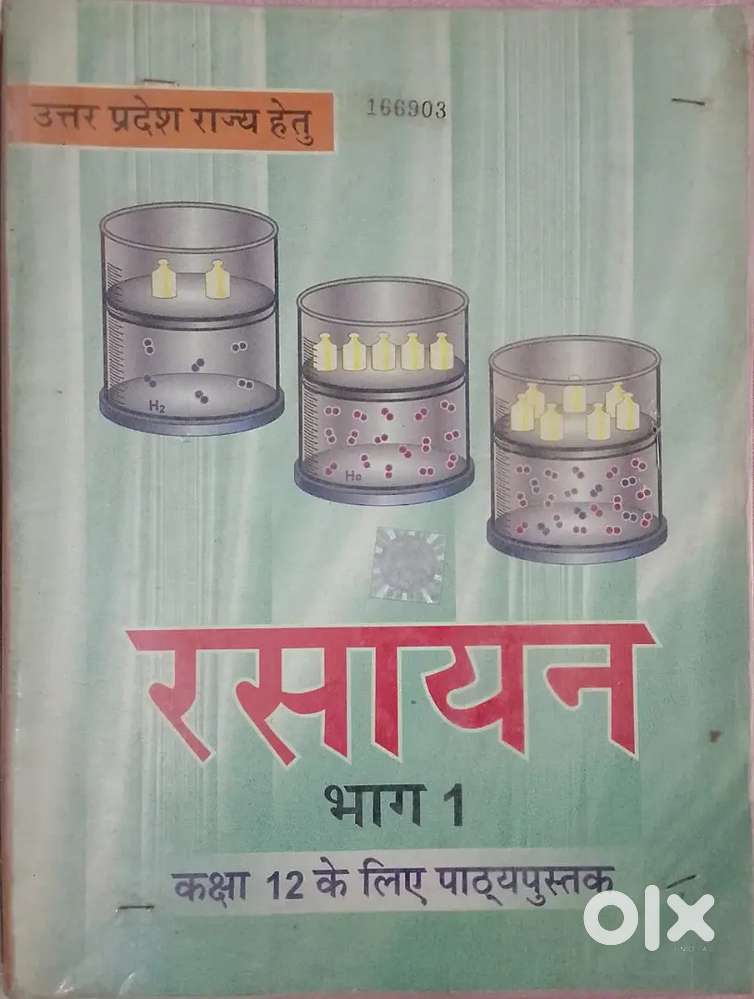 उत्तर प्रदेश राज्य हेतु
166903
H2
He
रसायन
भाग 1
कक्षा 12 के लिए पाठ्यपुस्तक
olx